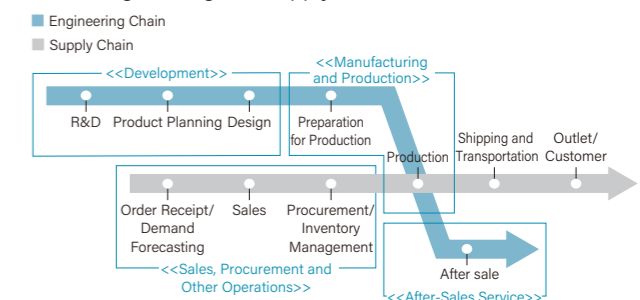 Engineering Chain
Supply Chain
<<Development>>
<<Manufacturing
and Production>>
R&D
Product Planning
Design
Preparation
for Production
Production
Shipping and
Transportation
Outlet/
Customer
Order Receipt/
Demand
Forecasting
Sales
Procurement/
Inventory
Management
<<Sales, Procurement and
Other Operations>>
After sale
<<After-Sales Service>>